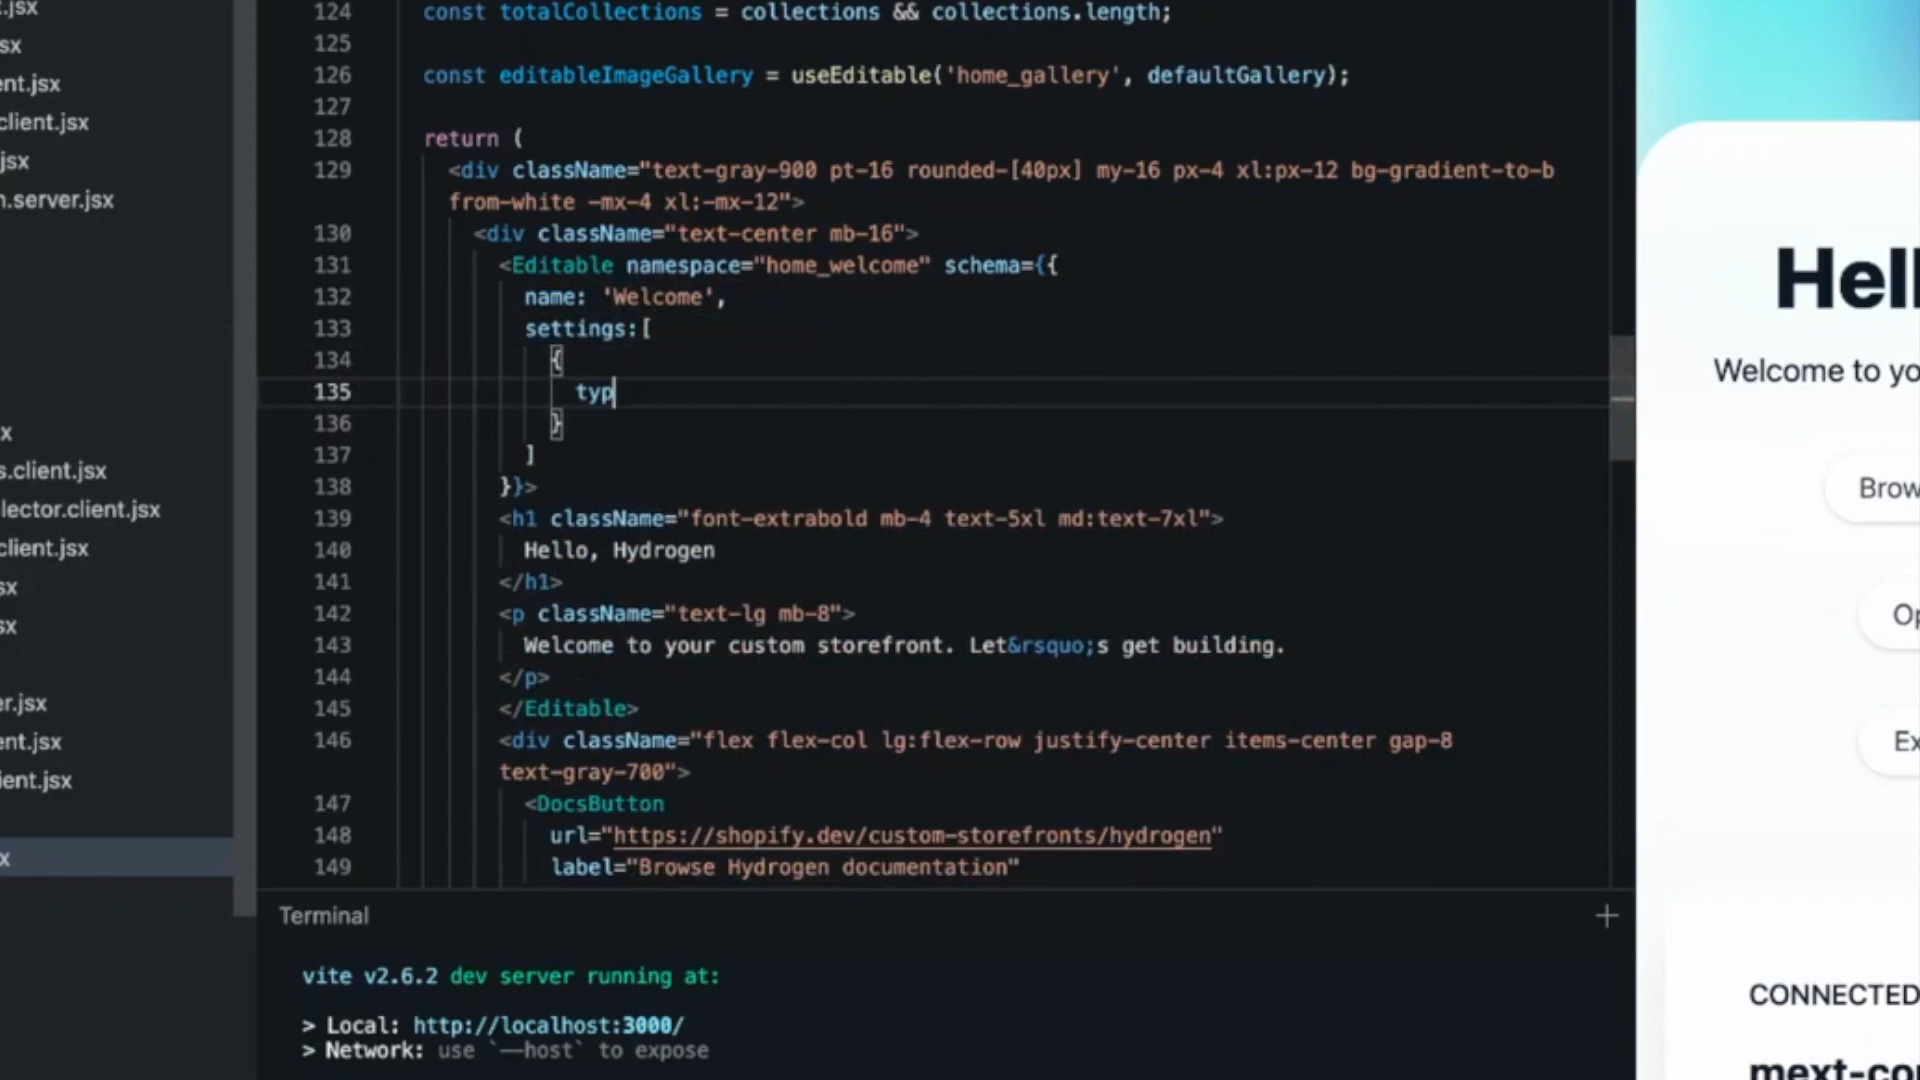 .jsx
sx
ent.jsx
client.jsx
jsx
n.server.jsx
x
s.client.jsx
lector.client.jsx
client.jsx
sx
sx
er.jsx
ent.jsx
ient.jsx
x
124 const totalCollections = collections && collections.length;
125
126 const editableImageGallery = useEditable('home_gallery', defaultGallery);
127
128 return (
129 <div className="text-gray-900 pt-16 rounded-[40px] my-16 px-4 xl:px-12 bg-gradient-to-b
from-white -mx-4 xl:-mx-12">
130 <div className="text-center mb-16">
131 <Editable namespace="home_welcome" schema={{
132 name: 'Welcome',
133 settings:[
134 {
135 typ
136 }
137 ]
138 }}>
139 <h1 className="font-extrabold mb-4 text-5xl md:text-7xl">
140 Hello, Hydrogen
141 </h1>
142 <p className="text-lg mb-8">
143 Welcome to your custom storefront. Let&rsquo;s get building.
144 </p>
145 </Editable>
146 <div className="flex flex-col lg:flex-row justify-center items-center gap-8
text-gray-700">
147 <DocsButton
148 url="https://shopify.dev/custom-storefronts/hydrogen"
149 label="Browse Hydrogen documentation"
Terminal
+
vite v2.6.2 dev server running at:
> Local: http://localhost:3000/
> Network: use `--host` to expose
Hell
Welcome to yo
Brow
Op
Ex
CONNECTED
mext-co